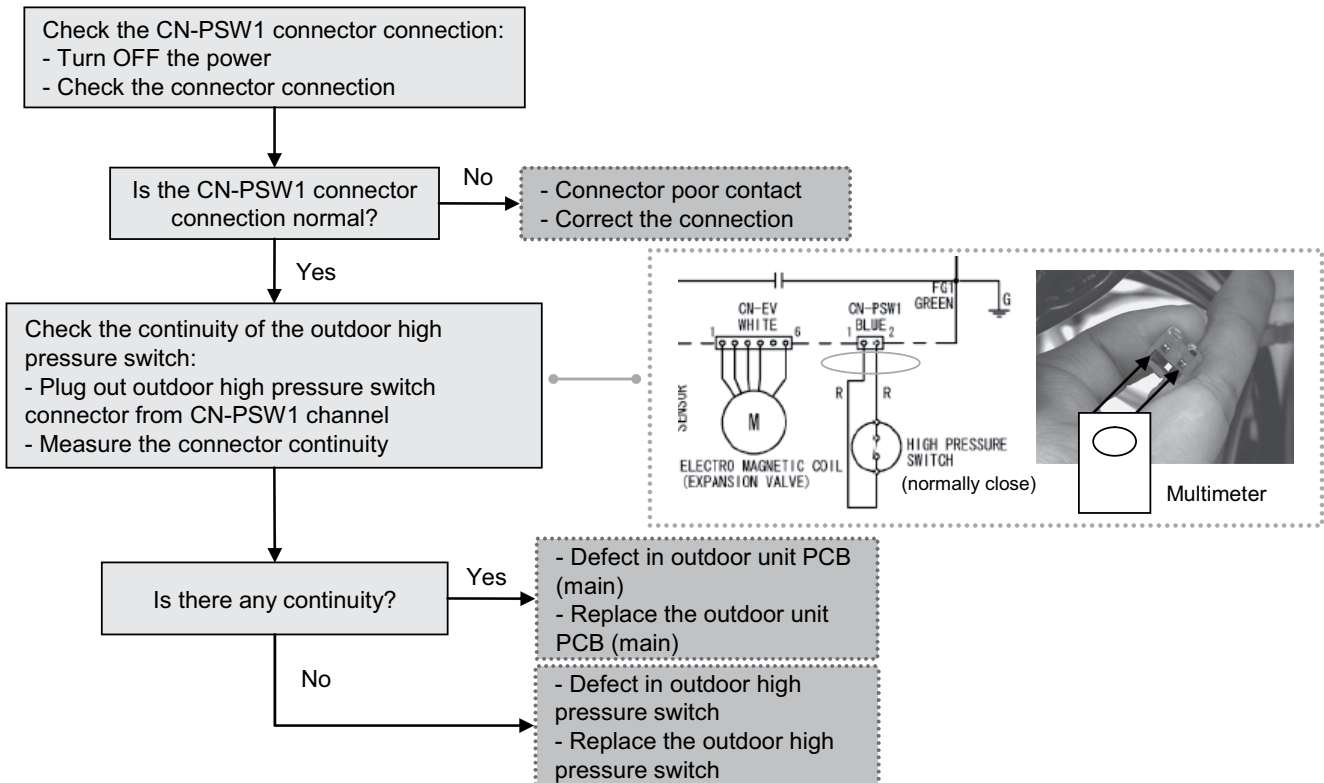 Check the CN-PSW1 connector connection:
- Turn OFF the power
- Check the connector connection
Is the CN-PSW1 connector
connection normal?
No
- Connector poor contact
- Correct the connection
Yes
Check the continuity of the outdoor high
pressure switch:
- Plug out outdoor high pressure switch
connector from CN-PSW1 channel
- Measure the connector continuity
CN-EV
WHITE
1
6
CN-PSW1
BLUE
1
2
FG1
GREEN
G
SENSOR
M
ELECTRO MAGNETIC COIL
(EXPANSION VALVE)
R
R
HIGH PRESSURE
SWITCH
(normally close)
Multimeter
Is there any continuity?
Yes
- Defect in outdoor unit PCB
(main)
- Replace the outdoor unit
PCB (main)
No
- Defect in outdoor high
pressure switch
- Replace the outdoor high
pressure switch